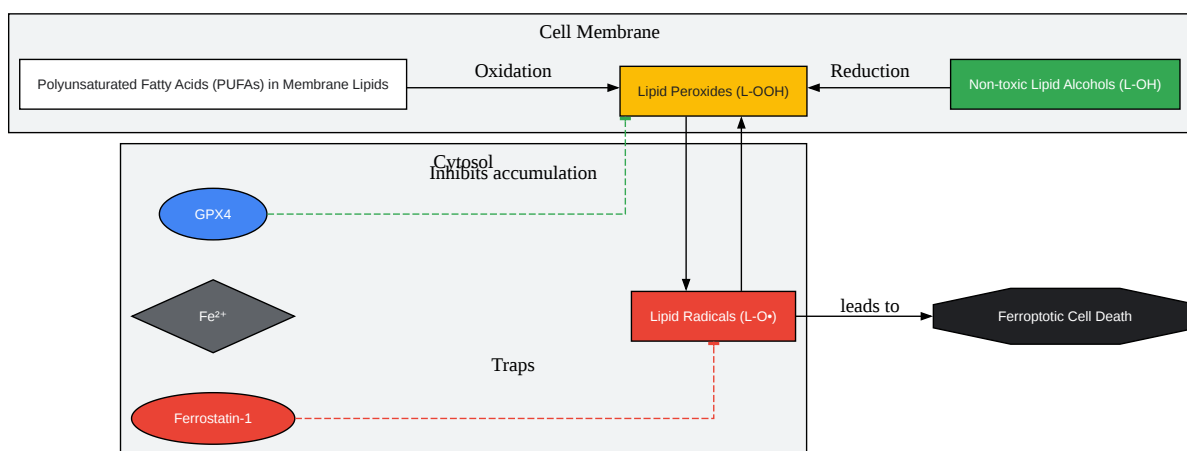 Cell Membrane
Polyunsaturated Fatty Acids (PUFAs) in Membrane Lipids
Oxidation
Lipid Peroxides (L-OOH)
Reduction
Non-toxic Lipid Alcohols (L-OH)
Cytosol
Inhibits accumulation
GPX4
Fe²⁺
Lipid Radicals (L-O•)
leads to
Ferroptotic Cell Death
Traps
Ferrostatin-1